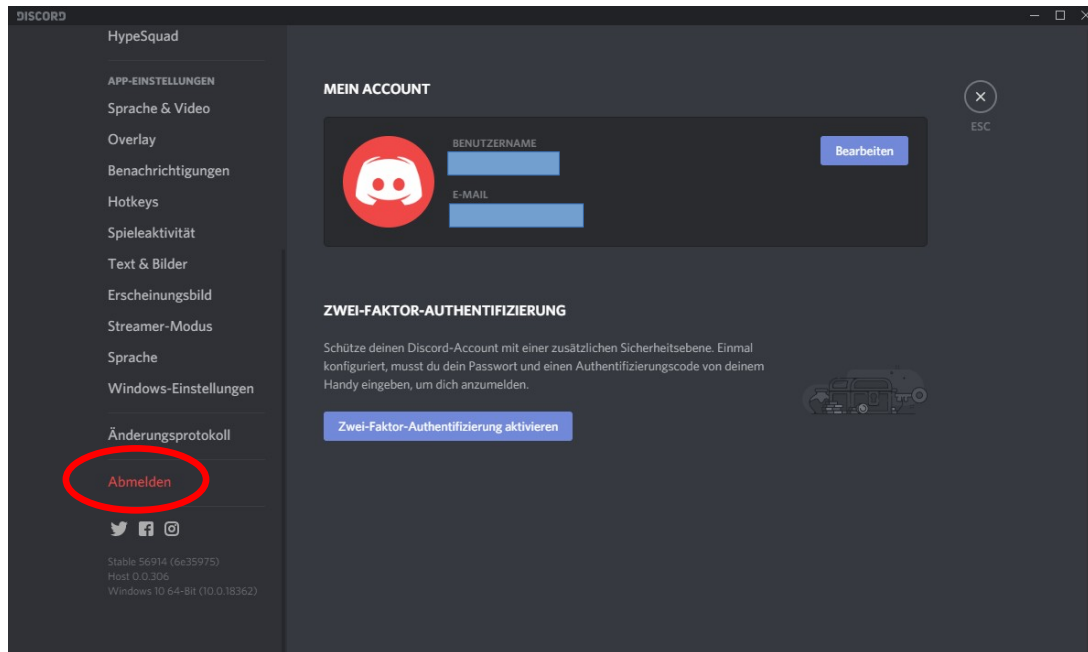 DISCORD
HypeSquad
APP-EINSTELLUNGEN
Sprache & Video
Overlay
Benachrichtigungen
Hotkeys
Spieleaktivität
Text & Bilder
Erscheinungsbild
Streamer-Modus
Sprache
Windows-Einstellungen
Änderungsprotokoll
Abmelden
Stable 56914 (6e35975)
Host 0.0.306
Windows 10 64-Bit (10.0.18362)
MEIN ACCOUNT
BENUTZERNAME
E-MAIL
Bearbeiten
ESC
ZWEI-FAKTOR-AUTHENTIFIZIERUNG
Schütze deinen Discord-Account mit einer zusätzlichen Sicherheitsebene. Einmal
konfiguriert, musst du dein Passwort und einen Authentifizierungscode von deinem
Handy eingeben, um dich anzumelden.
Zwei-Faktor-Authentifizierung aktivieren